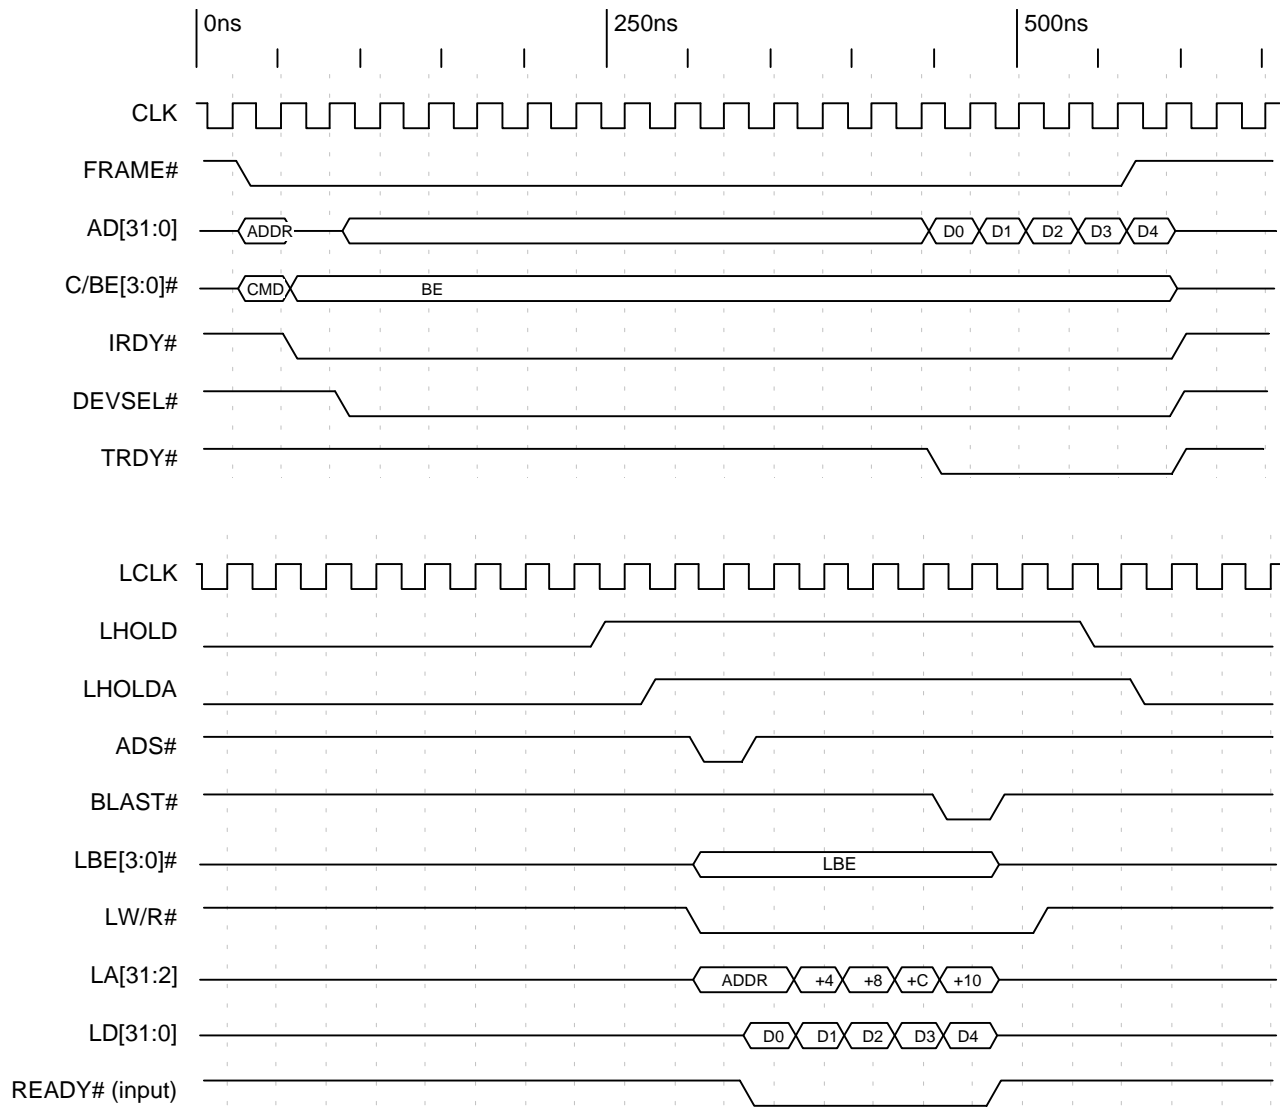 0ns 250ns 500ns
CLK
FRAME#
AD[31:0] ADDR D0 D1 D2 D3 D4
C/BE[3:0]# CMD BE
IRDY#
DEVSEL#
TRDY#
LCLK
LHOLD
LHOLDA
ADS#
BLAST#
LBE[3:0]# LBE
LW/R#
LA[31:2] ADDR +4 +8 +C +10
LD[31:0] D0 D1 D2 D3 D4
READY# (input)